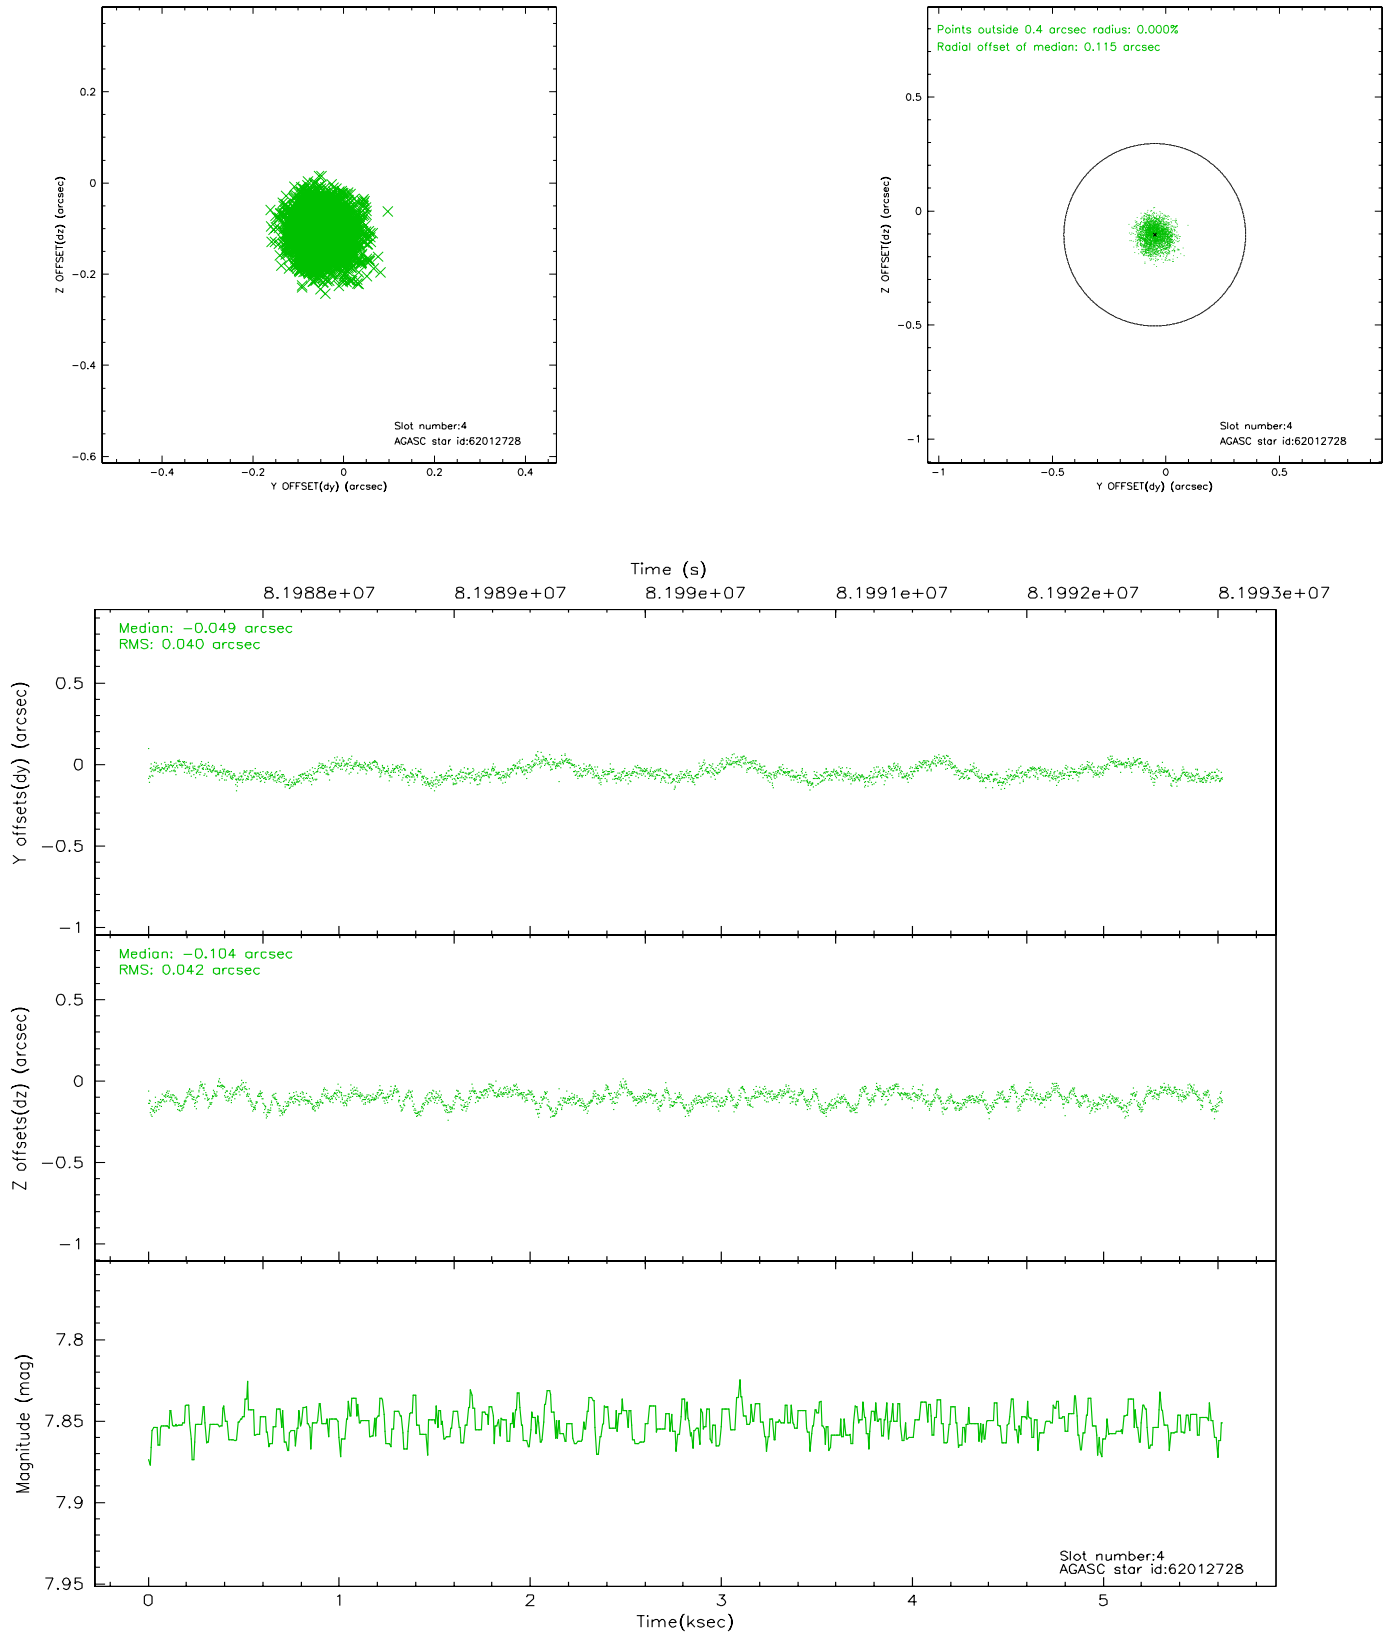 0.2
0
−0.2
−0.4
−0.6
Z OFFSET(dz) (arcsec)
Slot number:4
AGASC star id:62012728
−0.4 −0.2 0 0.2 0.4
Y OFFSET(dy) (arcsec)
Points outside 0.4 arcsec radius: 0.000%
Radial offset of median: 0.115 arcsec
0.5
0
−0.5
−1
Z OFFSET(dz) (arcsec)
Slot number:4
AGASC star id:62012728
−1 −0.5 0 0.5
Y OFFSET(dy) (arcsec)
Time (s)
8.1988e+07 8.1989e+07 8.199e+07 8.1991e+07 8.1992e+07 8.1993e+07
Median: −0.049 arcsec
RMS: 0.040 arcsec
0.5
0
−0.5
−1
Y offsets(dy) (arcsec)
Median: −0.104 arcsec
RMS: 0.042 arcsec
0.5
0
−0.5
−1
Z offsets(dz) (arcsec)
7.8
7.85
7.9
7.95
Magnitude (mag)
Slot number:4
AGASC star id:62012728
0 1 2 3 4 5
Time(ksec)